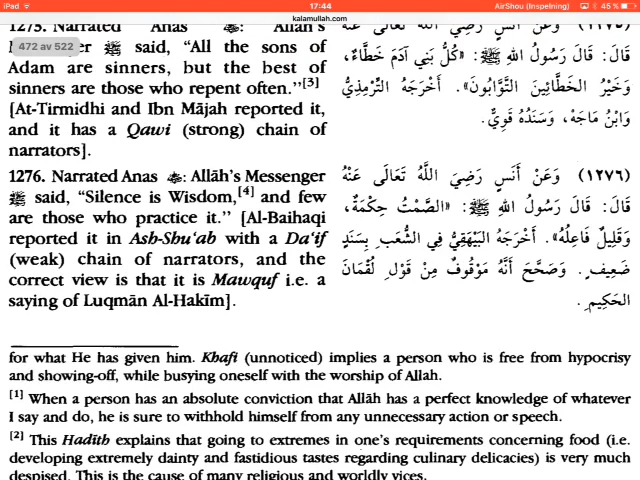 iPad 17:44 AirShou (Inspelning) 45 %
kalamullah.com
1275. Narrated Anas ﷺ: Allāh's
472 av 522
said, “All the sons of
Adam are sinners, but the best of
sinners are those who repent often.”[3]
[At-Tirmidhi and Ibn Mājah reported it,
and it has a Qawi (strong) chain of
narrators].
1276. Narrated Anas: Allāh's Messenger
ﷺ said, “Silence is Wisdom,[4] and few
are those who practice it.” [Al-Baihaqi
reported it in Ash-Shu‘ab with a Da‘if
(weak) chain of narrators, and the
correct view is that it is Mawquf i.e. a
saying of Luqmān Al-Hakīm].
(١٢٧٥) وَعَنْ أَنَسٍ رَضِيَ اللَّهُ تَعَالَى عَنْهُ
قَالَ: قَالَ رَسُولُ اللهِ ﷺ: «كُلُّ بَنِي آدَمَ خَطَّاءٌ،
وَخَيْرُ الْخَطَّائِينَ التَّوَّابُونَ». أَخْرَجَهُ التِّرْمِذِيُّ
وَابْنُ مَاجَهْ، وَسَنَدُهُ قَوِيٌّ.
(١٢٧٦) وَعَنْ أَنَسٍ رَضِيَ اللَّهُ تَعَالَى عَنْهُ
قَالَ: قَالَ رَسُولُ اللهِ ﷺ: «الصَّمْتُ حِكْمَةٌ،
وَقَلِيلٌ فَاعِلُهُ». أَخْرَجَهُ الْبَيْهَقِيُّ فِي الشُّعَبِ بِسَنَدٍ
ضَعِيفٍ. وَصَحَّحَ أَنَّهُ مَوْقُوفٌ مِنْ قَوْلِ لُقْمَانَ
الْحَكِيمِ.
for what He has given him. Khafi (unnoticed) implies a person who is free from hypocrisy
and showing-off, while busying oneself with the worship of Allah.
[1] When a person has an absolute conviction that Allāh has a perfect knowledge of whatever
I say and do, he is sure to withhold himself from any unnecessary action or speech.
[2] This Hadīth explains that going to extremes in one's requirements concerning food (i.e.
developing extremely dainty and fastidious tastes regarding culinary delicacies) is very much
despised. This is the cause of many religious and worldly vices.